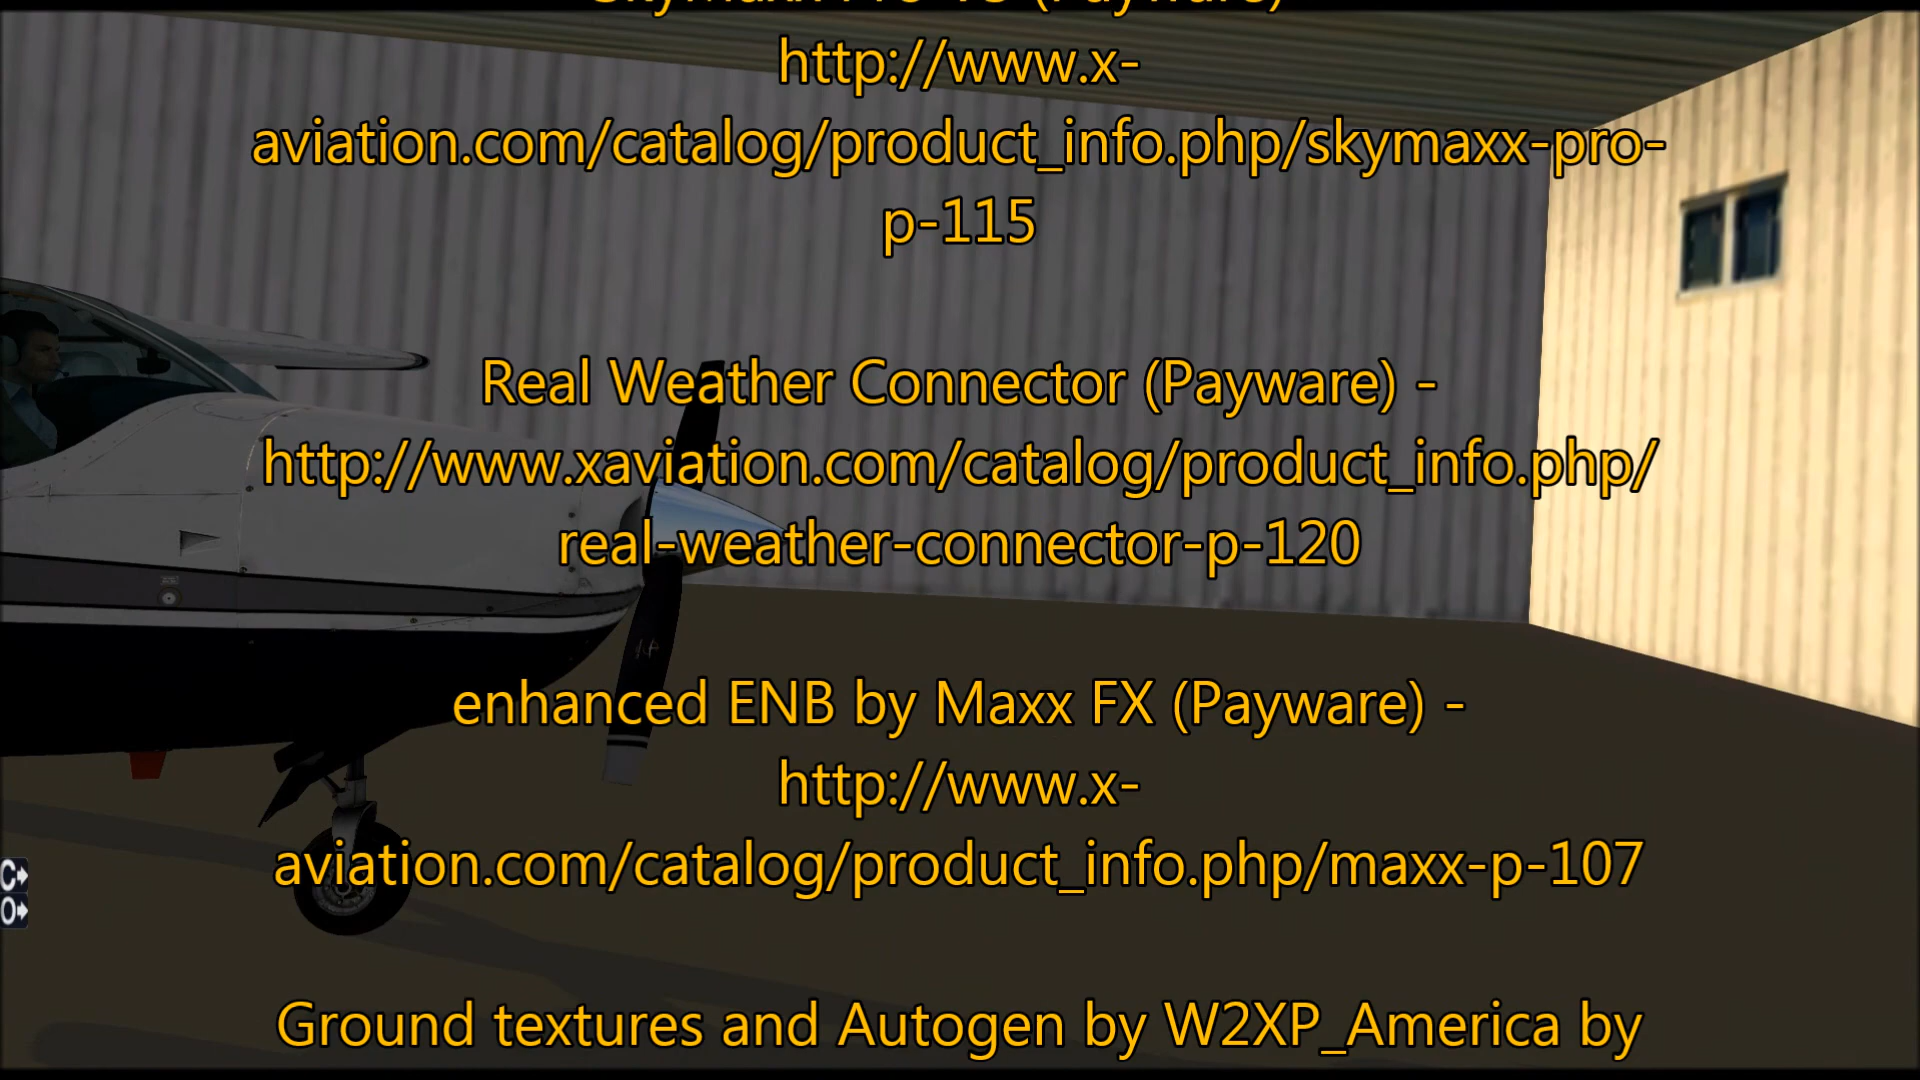 http://www.x-
aviation.com/catalog/product_info.php/skymaxx-pro-
p-115
Real Weather Connector (Payware) -
http://www.xaviation.com/catalog/product_info.php/
real-weather-connector-p-120
enhanced ENB by Maxx FX (Payware) -
http://www.x-
aviation.com/catalog/product_info.php/maxx-p-107
Ground textures and Autogen by W2XP_America by
C
O